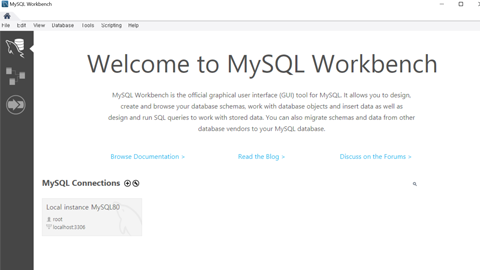 MySQL Workbench
File Edit View Database Tools Scripting Help
Welcome to MySQL Workbench
MySQL Workbench is the official graphical user interface (GUI) tool for MySQL. It allows you to design,
create and browse your database schemas, work with database objects and insert data as well as
design and run SQL queries to work with stored data. You can also migrate schemas and data from other
database vendors to your MySQL database.
Browse Documentation > Read the Blog > Discuss on the Forums >
MySQL Connections
Local instance MySQL80
root
localhost:3306